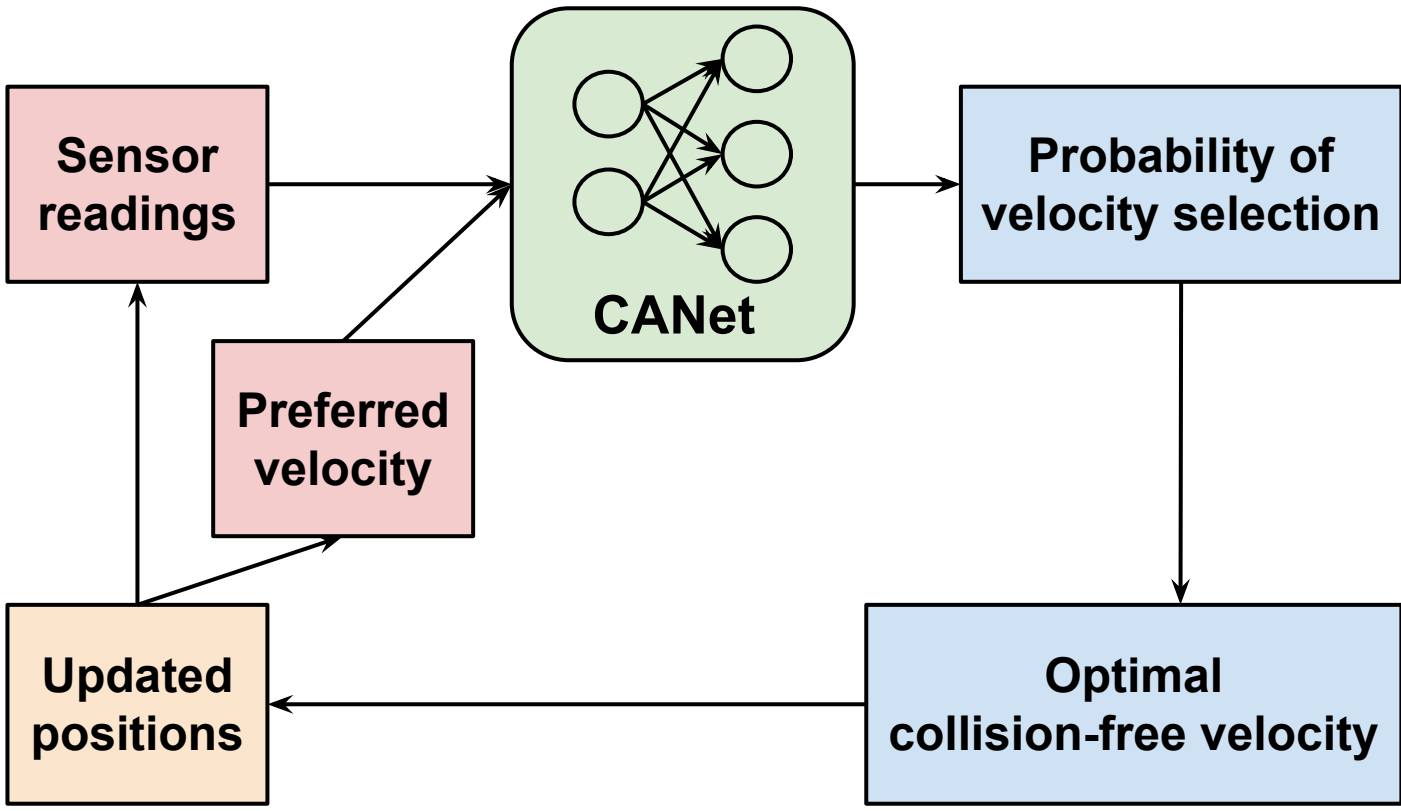 Sensor
readings
CANet
Probability of
velocity selection
Preferred
velocity
Updated
positions
Optimal
collision-free velocity